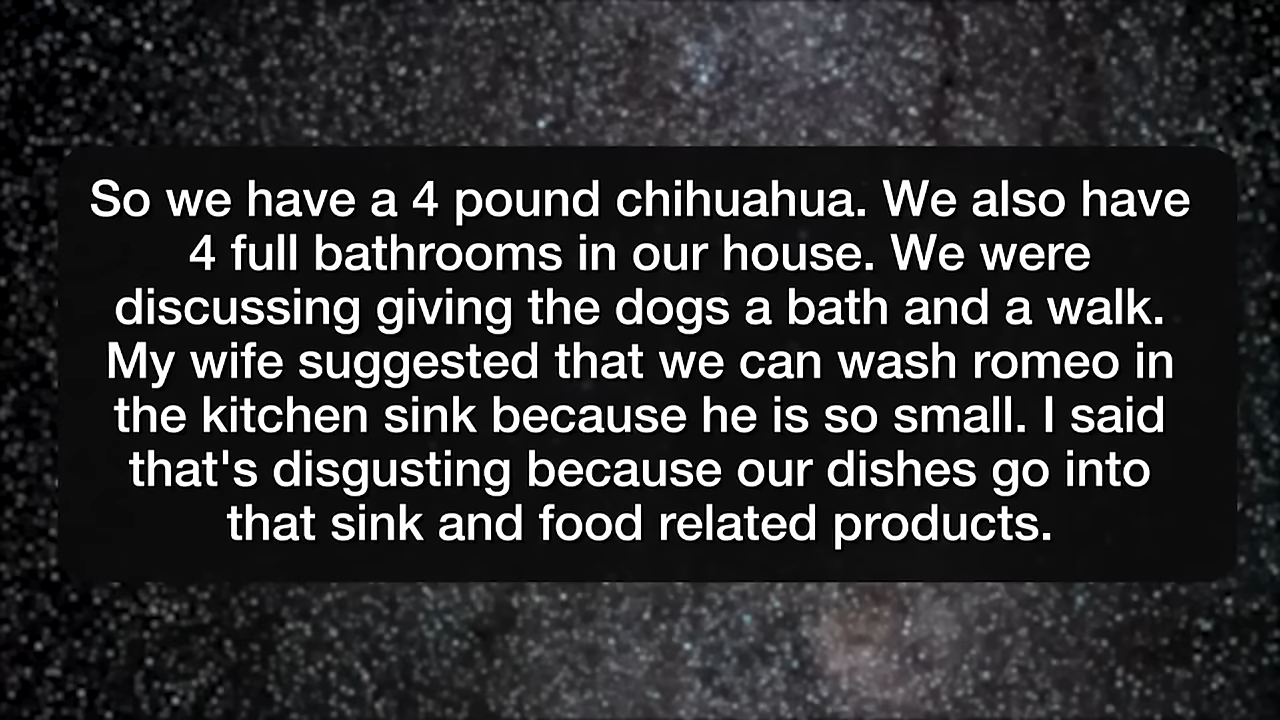 So we have a 4 pound chihuahua. We also have
4 full bathrooms in our house. We were
discussing giving the dogs a bath and a walk.
My wife suggested that we can wash romeo in
the kitchen sink because he is so small. I said
that's disgusting because our dishes go into
that sink and food related products.